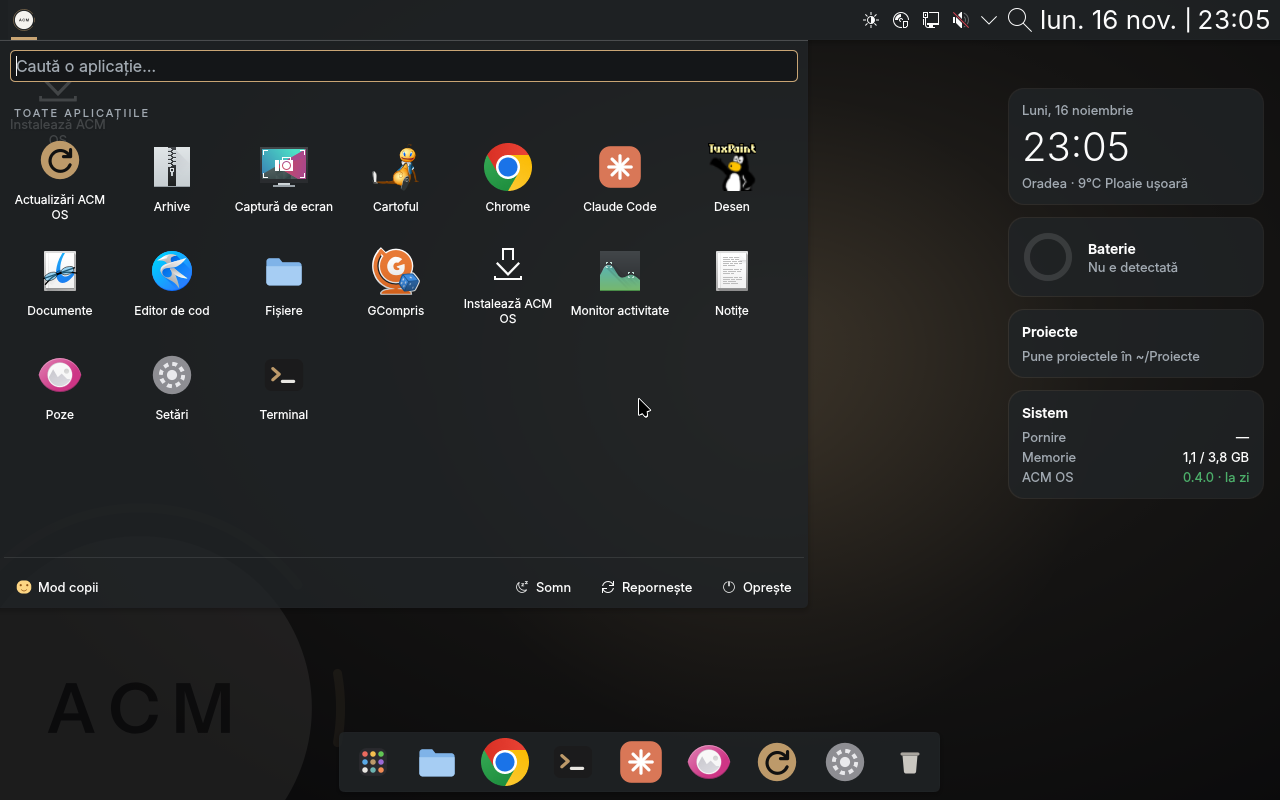 ACM
lun. 16 nov. | 23:05
Caută o aplicație...
TOATE APLICAȚIILE
Instalează ACM
OS
Actualizări ACM
OS
Arhive
Captură de ecran
Cartoful
Chrome
Claude Code
TuxPaint
Desen
Documente
Editor de cod
Fișiere
GCompris
Instalează ACM
OS
Monitor activitate
Notițe
Poze
Setări
Terminal
Mod copii
Somn
Repornește
Oprește
Luni, 16 noiembrie
23:05
Oradea · 9°C Ploaie ușoară
Baterie
Nu e detectată
Proiecte
Pune proiectele în ~/Proiecte
Sistem
Pornire —
Memorie 1,1 / 3,8 GB
ACM OS 0.4.0 · la zi
ACM